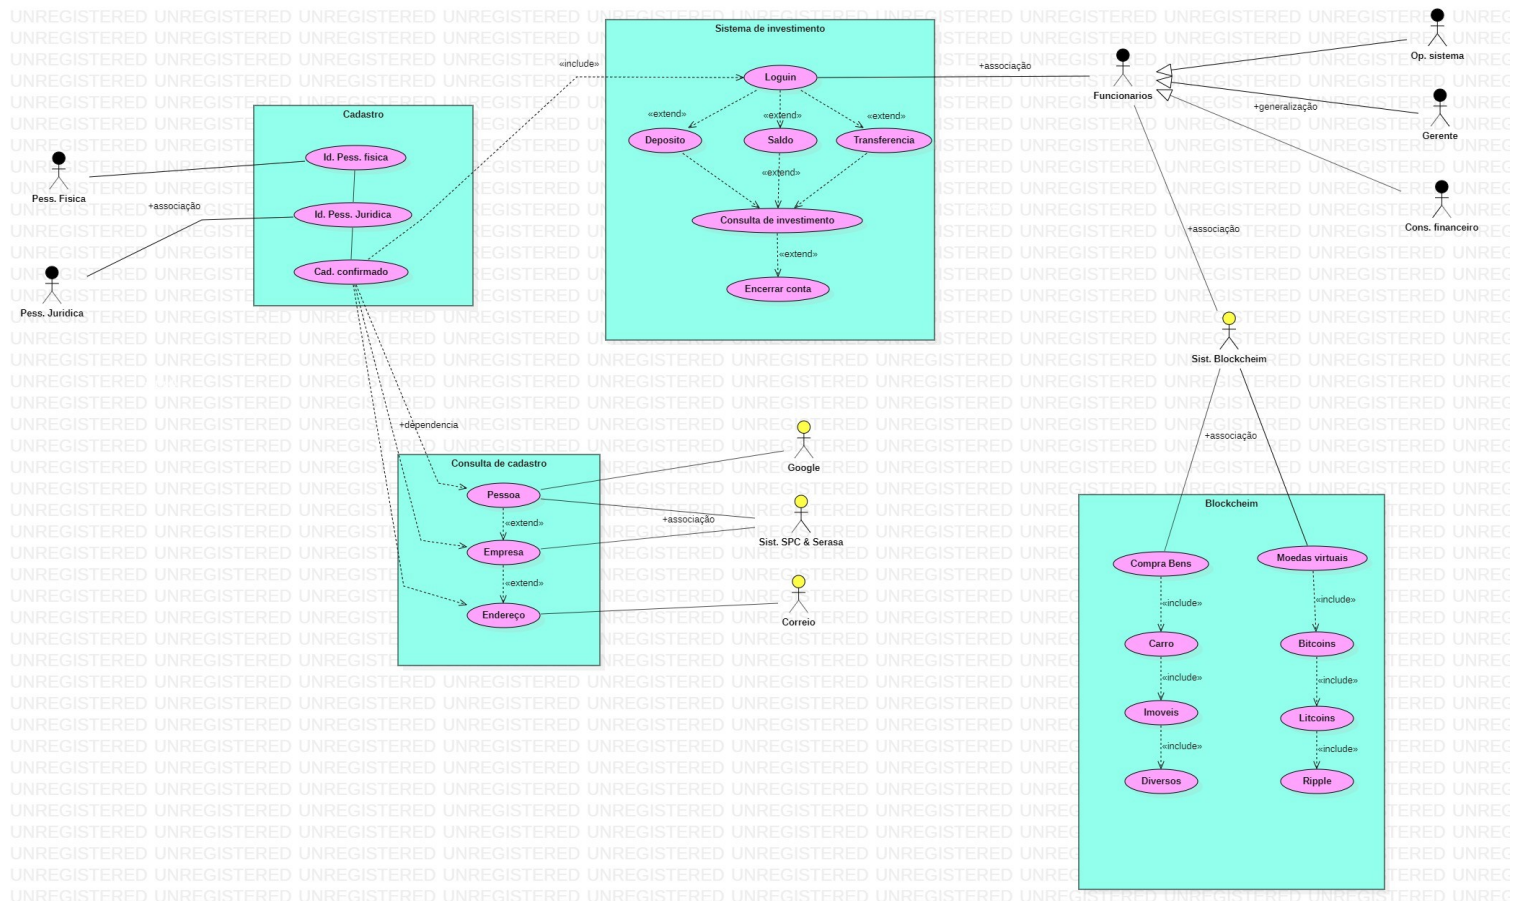 Sistema de investimento
Op. sistema
«include»
Loguin
+associação
Funcionarios
+generalização
Gerente
Cadastro
«extend»
«extend»
«extend»
Deposito
Saldo
Transferencia
Id. Pess. fisica
Pess. Fisica
«extend»
+associação
Id. Pess. Juridica
Consulta de investimento
Cons. financeiro
+associação
«extend»
Cad. confirmado
Encerrar conta
Pess. Juridica
Sist. Blockcheim
+dependencia
+associação
Consulta de cadastro
Google
Pessoa
Blockcheim
«extend»
+associação
Sist. SPC & Serasa
Empresa
Compra Bens
Moedas virtuais
«extend»
«include»
«include»
Endereço
Correio
Carro
Bitcoins
«include»
«include»
Imoveis
Litcoins
«include»
«include»
Diversos
Ripple
UNREGISTERED